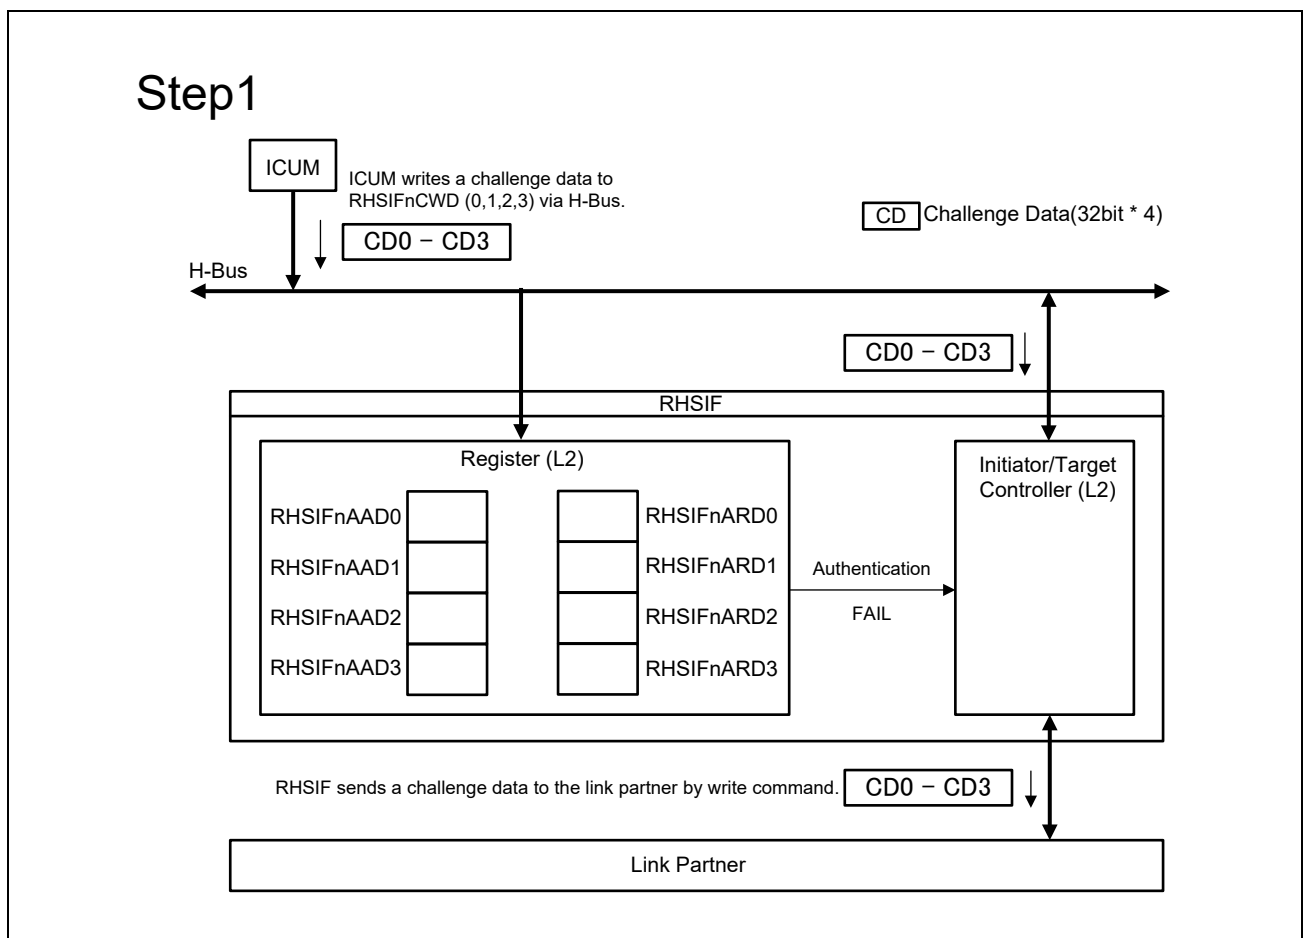 Step1
ICUM
ICUM writes a challenge data to
RHSIFnCWD (0,1,2,3) via H-Bus.
CD Challenge Data(32bit * 4)
CD0 − CD3
H-Bus
CD0 − CD3
RHSIF
Register (L2)
Initiator/Target
Controller (L2)
RHSIFnAAD0
RHSIFnARD0
RHSIFnAAD1
RHSIFnARD1
Authentication
RHSIFnAAD2
RHSIFnARD2
FAIL
RHSIFnAAD3
RHSIFnARD3
RHSIF sends a challenge data to the link partner by write command.
CD0 − CD3
Link Partner